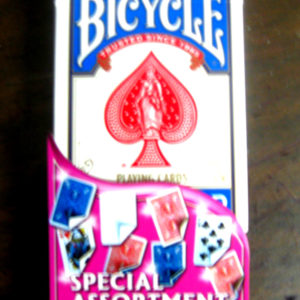 BICYCLE
TRUSTED SINCE 1885
PLAYING CARDS
SPECIAL
ASSORTMENT